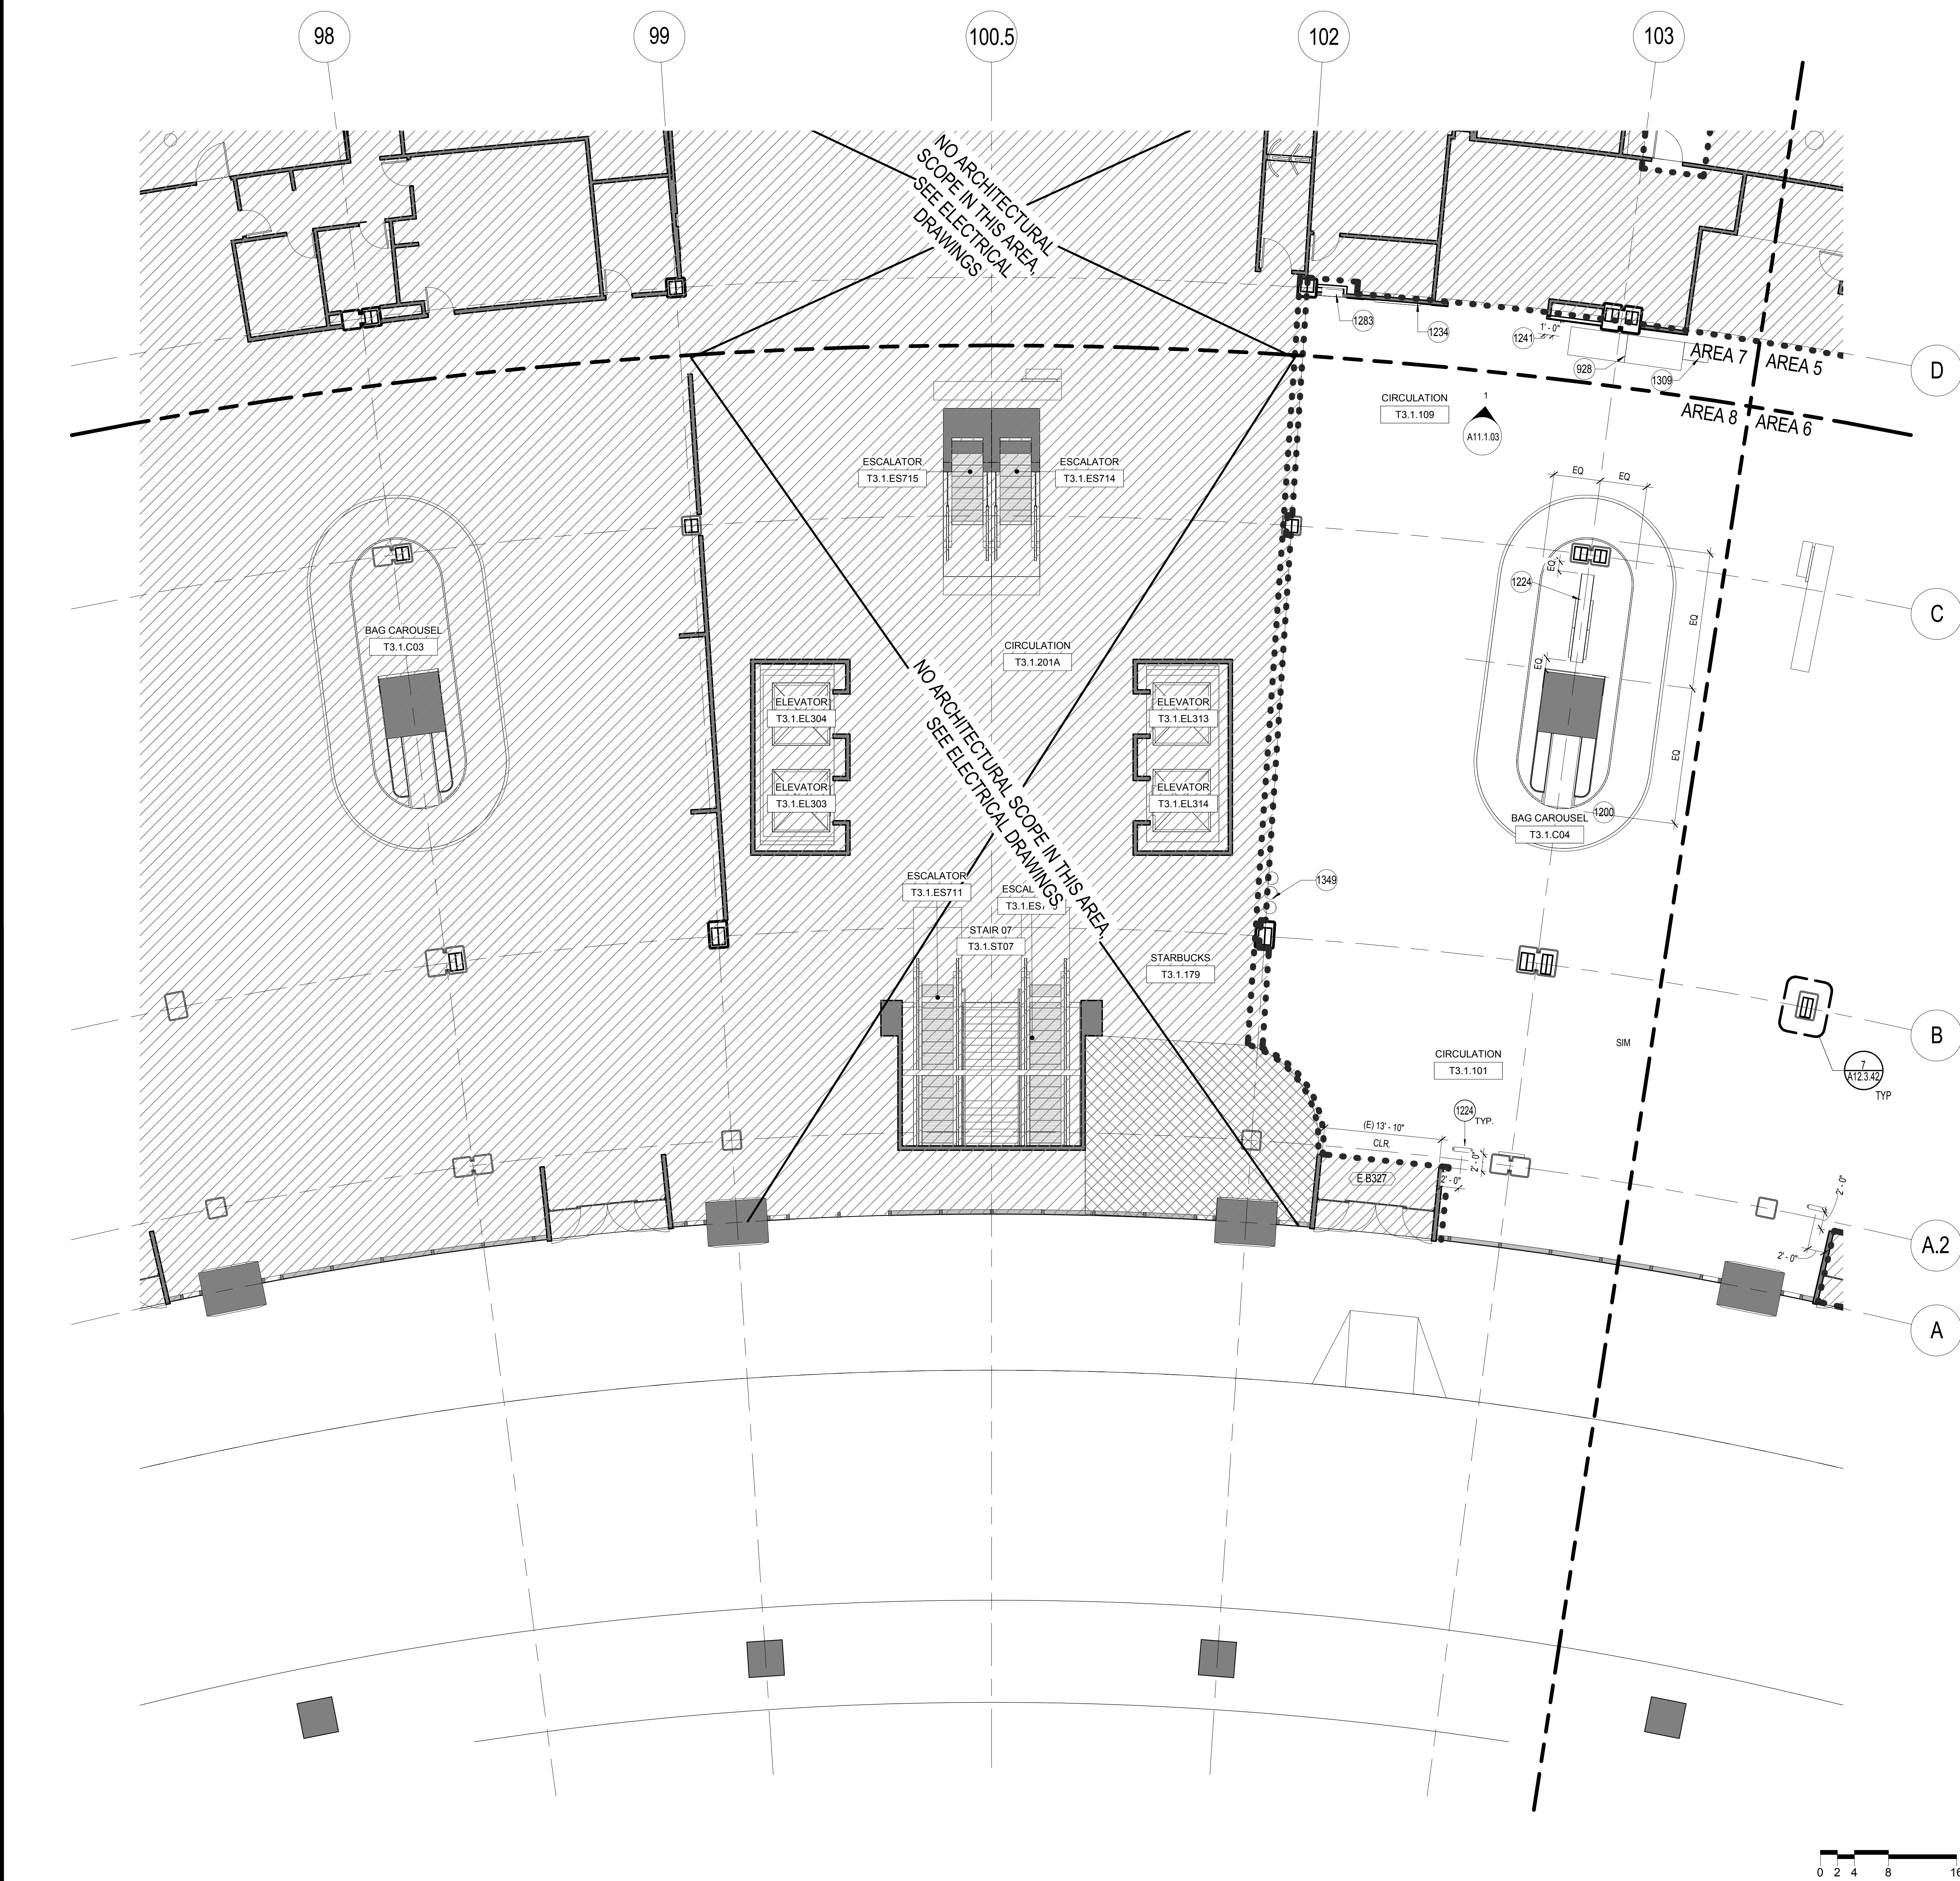 98
99
100.5
102
103
NO ARCHITECTURAL
SCOPE IN THIS AREA,
SEE ELECTRICAL
DRAWINGS
1283
1234
1241
1' - 0"
928
1309
AREA 7
AREA 5
D
AREA 8
AREA 6
CIRCULATION
T3.1.109
1
A11.1.03
ESCALATOR
T3.1.ES715
ESCALATOR
T3.1.ES714
EQ
EQ
EQ
1224
EQ
EQ
EQ
C
BAG CAROUSEL
T3.1.C03
CIRCULATION
T3.1.201A
NO ARCHITECTURAL SCOPE IN THIS AREA,
SEE ELECTRICAL DRAWINGS
ELEVATOR
T3.1.EL304
ELEVATOR
T3.1.EL313
ELEVATOR
T3.1.EL303
ELEVATOR
T3.1.EL314
1200
BAG CAROUSEL
T3.1.C04
ESCALATOR
T3.1.ES711
ESCAL
T3.1.ES7
1349
STAIR 07
T3.1.ST07
STARBUCKS
T3.1.179
B
SIM
CIRCULATION
T3.1.101
7
A12.3.42
TYP
1224
TYP.
(E) 13' - 10"
CLR.
2' - 0"
2' - 0"
E B327
2' - 0"
2' - 0"
A.2
A
0 2 4 8 16